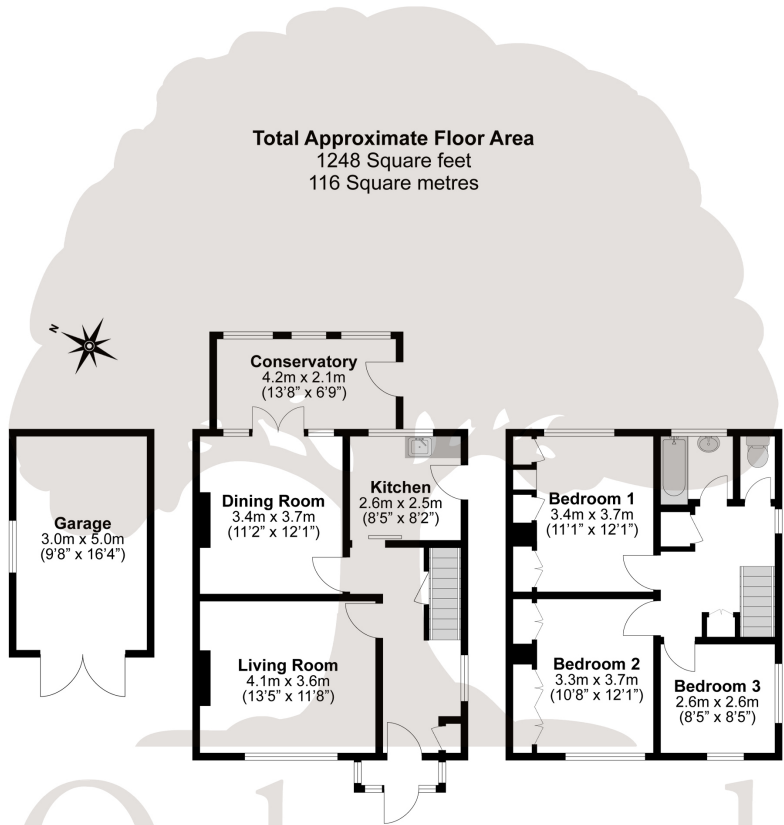 Total Approximate Floor Area
1248 Square feet
116 Square metres
N
Conservatory
4.2m x 2.1m
(13'8" x 6'9")
Garage
3.0m x 5.0m
(9'8" x 16'4")
Dining Room
3.4m x 3.7m
(11'2" x 12'1")
Kitchen
2.6m x 2.5m
(8'5" x 8'2")
Living Room
4.1m x 3.6m
(13'5" x 11'8")
Bedroom 1
3.4m x 3.7m
(11'1" x 12'1")
Bedroom 2
3.3m x 3.7m
(10'8" x 12'1")
Bedroom 3
2.6m x 2.6m
(8'5" x 8'5")